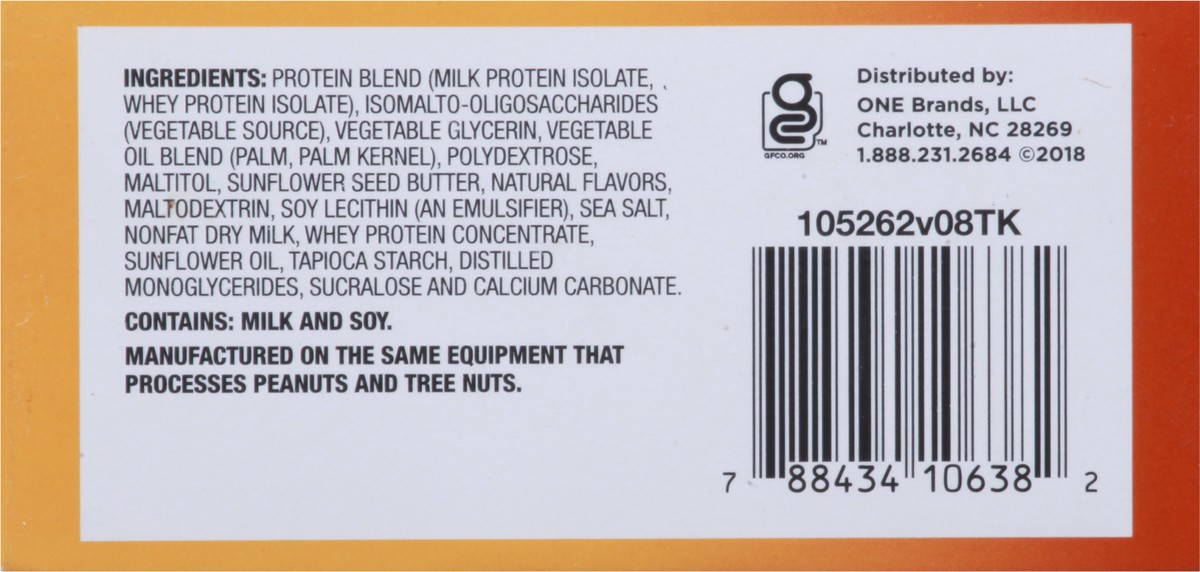 INGREDIENTS: PROTEIN BLEND (MILK PROTEIN ISOLATE,
WHEY PROTEIN ISOLATE), ISOMALTO-OLIGOSACCHARIDES
(VEGETABLE SOURCE), VEGETABLE GLYCERIN, VEGETABLE
OIL BLEND (PALM, PALM KERNEL), POLYDEXTROSE,
MALTITOL, SUNFLOWER SEED BUTTER, NATURAL FLAVORS,
MALTODEXTRIN, SOY LECITHIN (AN EMULSIFIER), SEA SALT,
NONFAT DRY MILK, WHEY PROTEIN CONCENTRATE,
SUNFLOWER OIL, TAPIOCA STARCH, DISTILLED
MONOGLYCERIDES, SUCRALOSE AND CALCIUM CARBONATE.
CONTAINS: MILK AND SOY.
MANUFACTURED ON THE SAME EQUIPMENT THAT
PROCESSES PEANUTS AND TREE NUTS.
g
TM
GFCO.ORG
Distributed by:
ONE Brands, LLC
Charlotte, NC 28269
1.888.231.2684 ©2018
105262v08TK
7 88434 10638 2